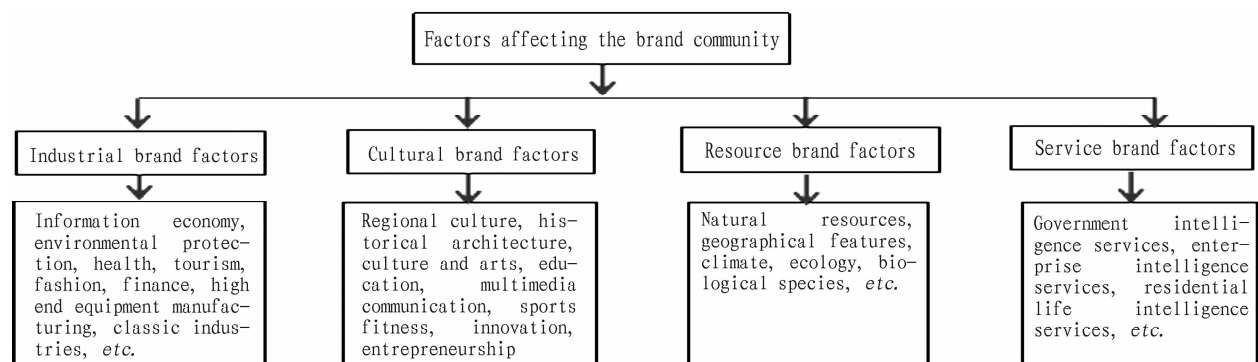 Factors affecting the brand community
Industrial brand factors
Cultural brand factors
Resource brand factors
Service brand factors
Information economy,
environmental protec-
tion, health, tourism,
fashion, finance, high
end equipment manufac-
turing, classic indus-
tries, etc.
Regional culture, his-
torical architecture,
culture and arts, edu-
cation, multimedia
communication, sports
fitness, innovation,
entrepreneurship
Natural resources,
geographical features,
climate, ecology, bio-
logical species, etc.
Government intelli-
gence services, enter-
prise intelligence
services, residential
life intelligence
services, etc.